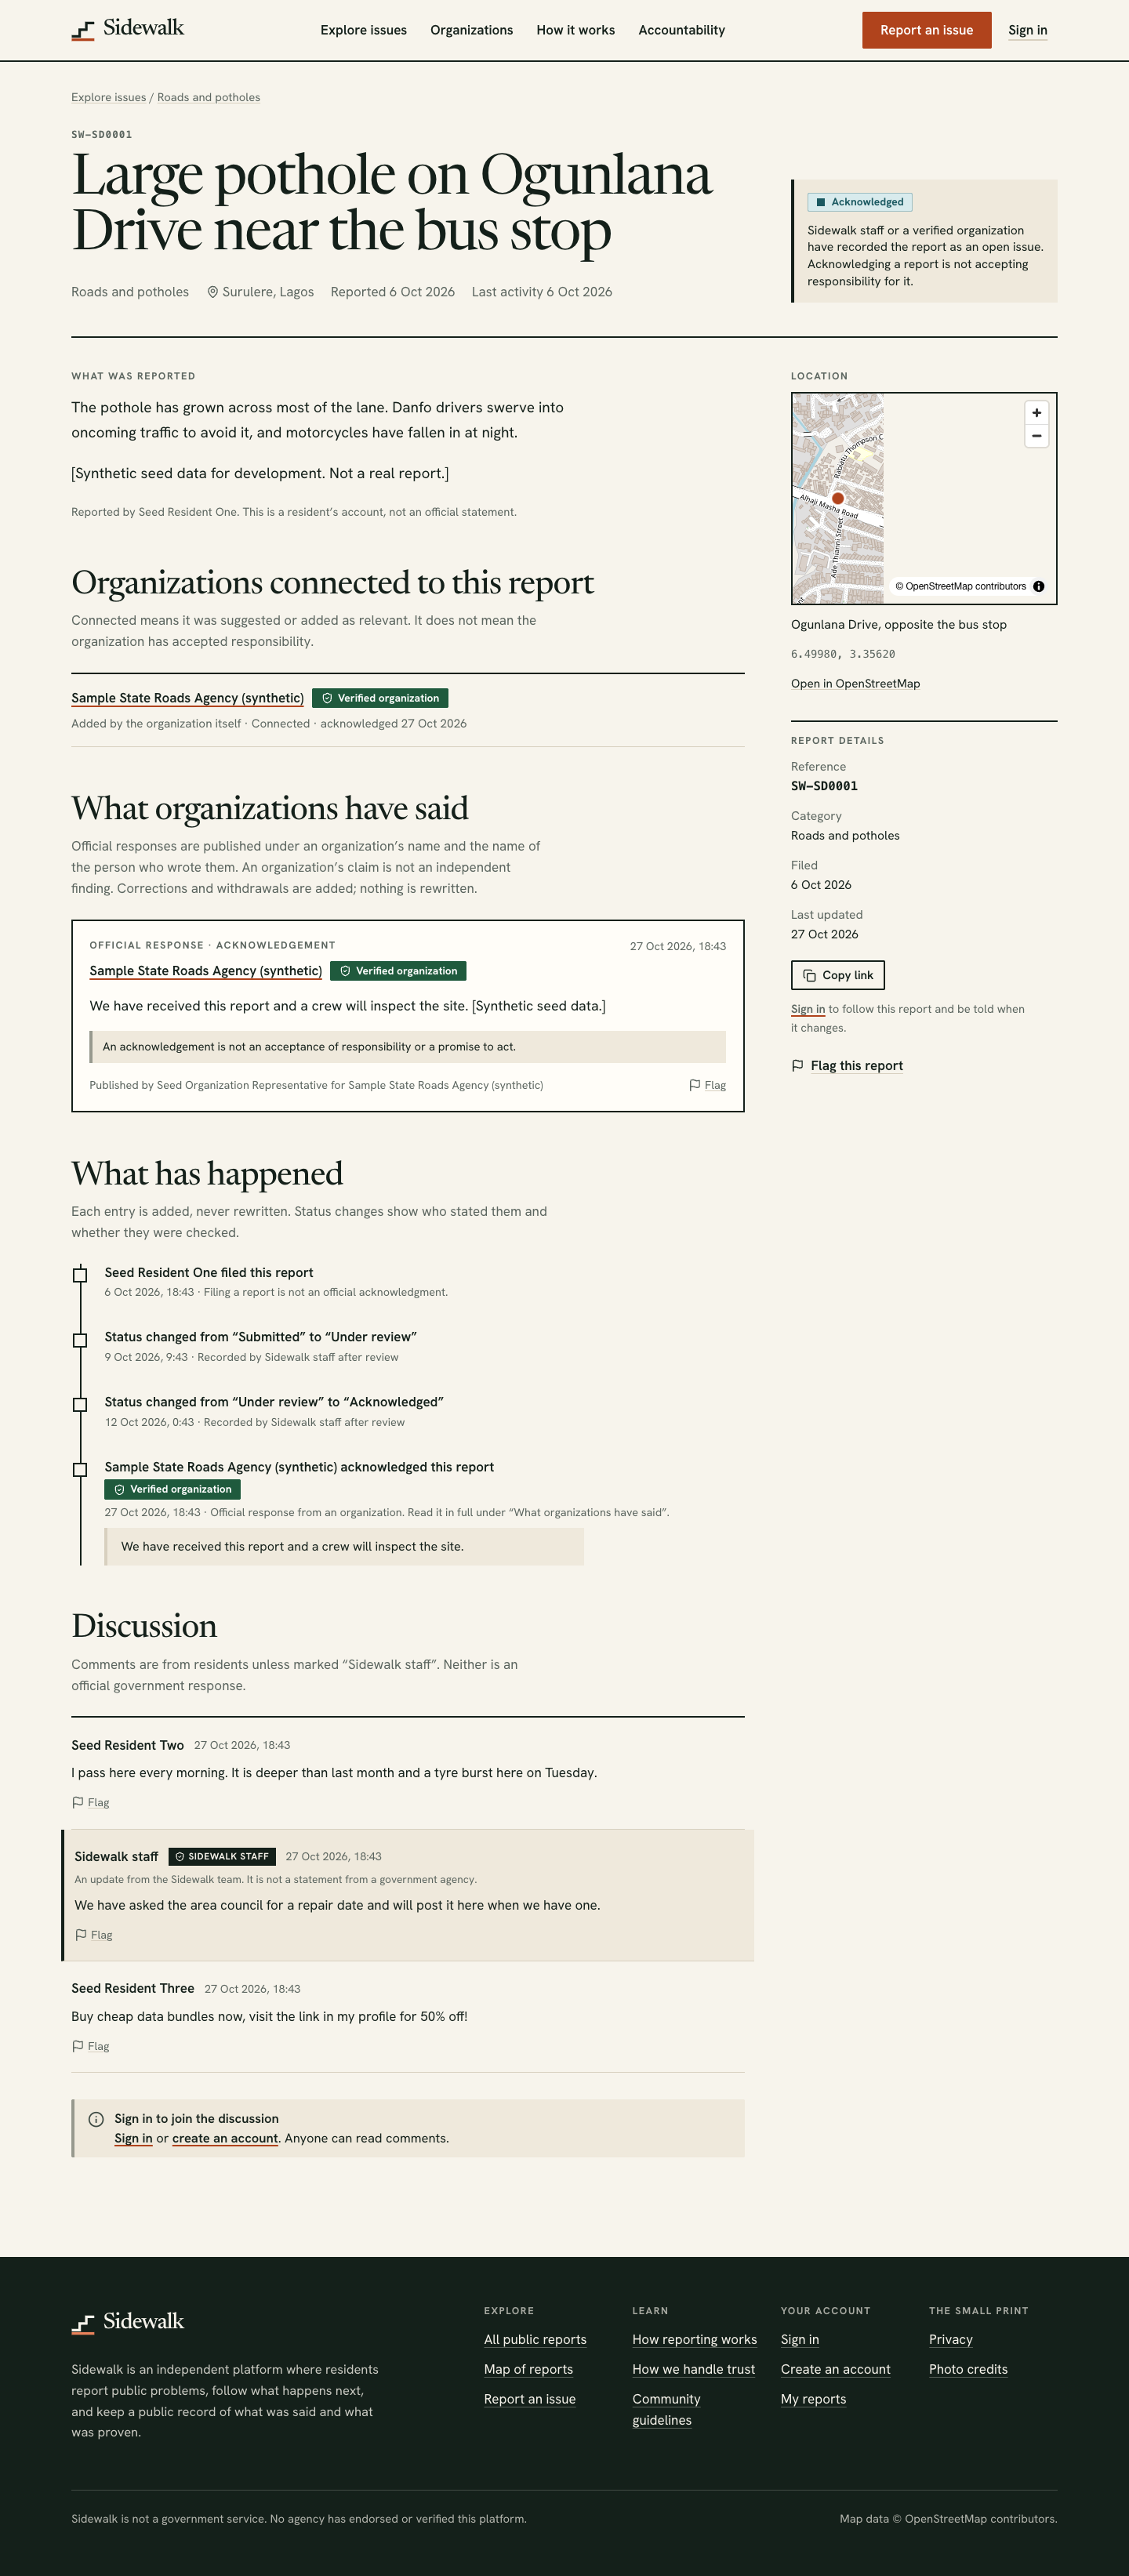 Sidewalk
Explore issues
Organizations
How it works
Accountability
Report an issue
Sign in
Explore issues / Roads and potholes
SW-SD0001
Large pothole on Ogunlana
Drive near the bus stop
Roads and potholes
Surulere, Lagos
Reported 6 Oct 2026
Last activity 6 Oct 2026
Acknowledged
Sidewalk staff or a verified organization
have recorded the report as an open issue.
Acknowledging a report is not accepting
responsibility for it.
WHAT WAS REPORTED
The pothole has grown across most of the lane. Danfo drivers swerve into
oncoming traffic to avoid it, and motorcycles have fallen in at night.
[Synthetic seed data for development. Not a real report.]
Reported by Seed Resident One. This is a resident’s account, not an official statement.
Organizations connected to this report
Connected means it was suggested or added as relevant. It does not mean the
organization has accepted responsibility.
Sample State Roads Agency (synthetic)
Verified organization
Added by the organization itself · Connected · acknowledged 27 Oct 2026
What organizations have said
Official responses are published under an organization’s name and the name of
the person who wrote them. An organization’s claim is not an independent
finding. Corrections and withdrawals are added; nothing is rewritten.
OFFICIAL RESPONSE · ACKNOWLEDGEMENT
27 Oct 2026, 18:43
Sample State Roads Agency (synthetic)
Verified organization
We have received this report and a crew will inspect the site. [Synthetic seed data.]
An acknowledgement is not an acceptance of responsibility or a promise to act.
Published by Seed Organization Representative for Sample State Roads Agency (synthetic)
Flag
What has happened
Each entry is added, never rewritten. Status changes show who stated them and
whether they were checked.
Seed Resident One filed this report
6 Oct 2026, 18:43 · Filing a report is not an official acknowledgment.
Status changed from “Submitted” to “Under review”
9 Oct 2026, 9:43 · Recorded by Sidewalk staff after review
Status changed from “Under review” to “Acknowledged”
12 Oct 2026, 0:43 · Recorded by Sidewalk staff after review
Sample State Roads Agency (synthetic) acknowledged this report
Verified organization
27 Oct 2026, 18:43 · Official response from an organization. Read it in full under “What organizations have said”.
We have received this report and a crew will inspect the site.
Discussion
Comments are from residents unless marked “Sidewalk staff”. Neither is an
official government response.
Seed Resident Two 27 Oct 2026, 18:43
I pass here every morning. It is deeper than last month and a tyre burst here on Tuesday.
Flag
Sidewalk staff SIDEWALK STAFF 27 Oct 2026, 18:43
An update from the Sidewalk team. It is not a statement from a government agency.
We have asked the area council for a repair date and will post it here when we have one.
Flag
Seed Resident Three 27 Oct 2026, 18:43
Buy cheap data bundles now, visit the link in my profile for 50% off!
Flag
Sign in to join the discussion
Sign in or create an account. Anyone can read comments.
LOCATION
Rabiatu Thompson C
Alhaji Masha Road
Ade Thianni Street
© OpenStreetMap contributors
Ogunlana Drive, opposite the bus stop
6.49980, 3.35620
Open in OpenStreetMap
REPORT DETAILS
Reference
SW-SD0001
Category
Roads and potholes
Filed
6 Oct 2026
Last updated
27 Oct 2026
Copy link
Sign in to follow this report and be told when
it changes.
Flag this report
Sidewalk
Sidewalk is an independent platform where residents
report public problems, follow what happens next,
and keep a public record of what was said and what
was proven.
EXPLORE
All public reports
Map of reports
Report an issue
LEARN
How reporting works
How we handle trust
Community
guidelines
YOUR ACCOUNT
Sign in
Create an account
My reports
THE SMALL PRINT
Privacy
Photo credits
Sidewalk is not a government service. No agency has endorsed or verified this platform.
Map data © OpenStreetMap contributors.